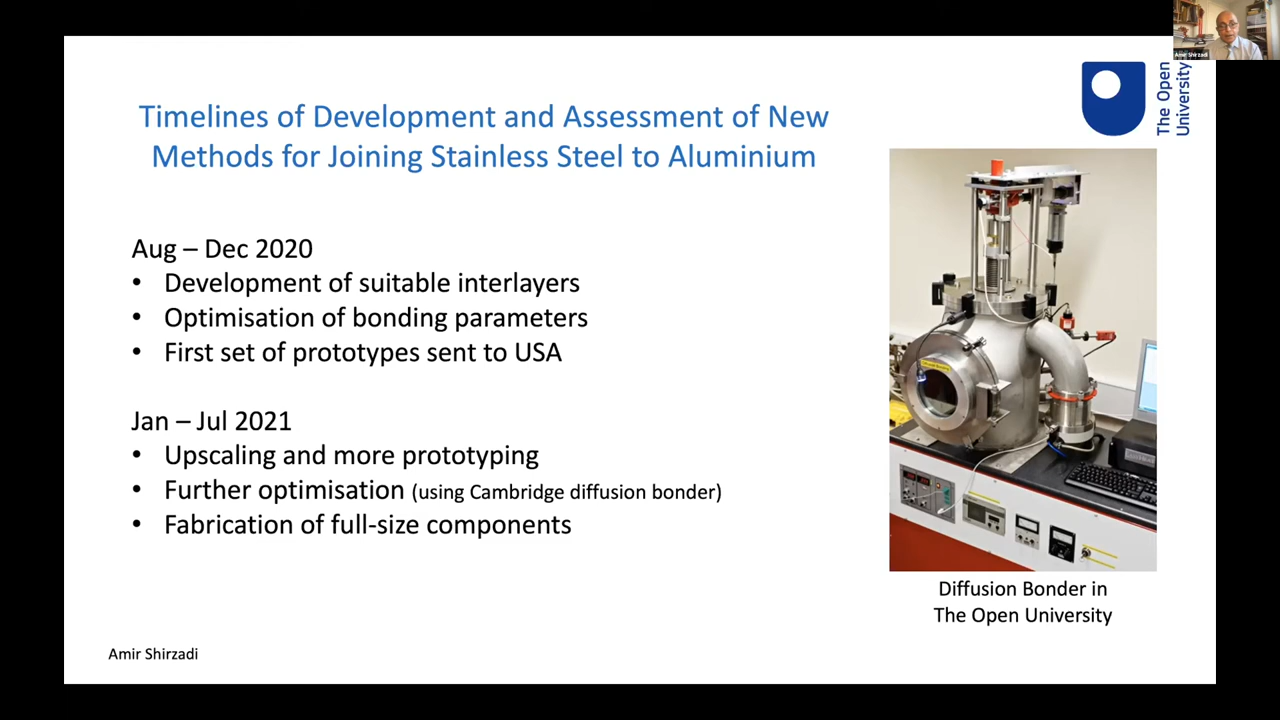 Amir Shirzadi
The Open
University
Timelines of Development and Assessment of New
Methods for Joining Stainless Steel to Aluminium
Aug – Dec 2020
• Development of suitable interlayers
• Optimisation of bonding parameters
• First set of prototypes sent to USA
Jan – Jul 2021
• Upscaling and more prototyping
• Further optimisation (using Cambridge diffusion bonder)
• Fabrication of full-size components
Diffusion Bonder in
The Open University
Amir Shirzadi